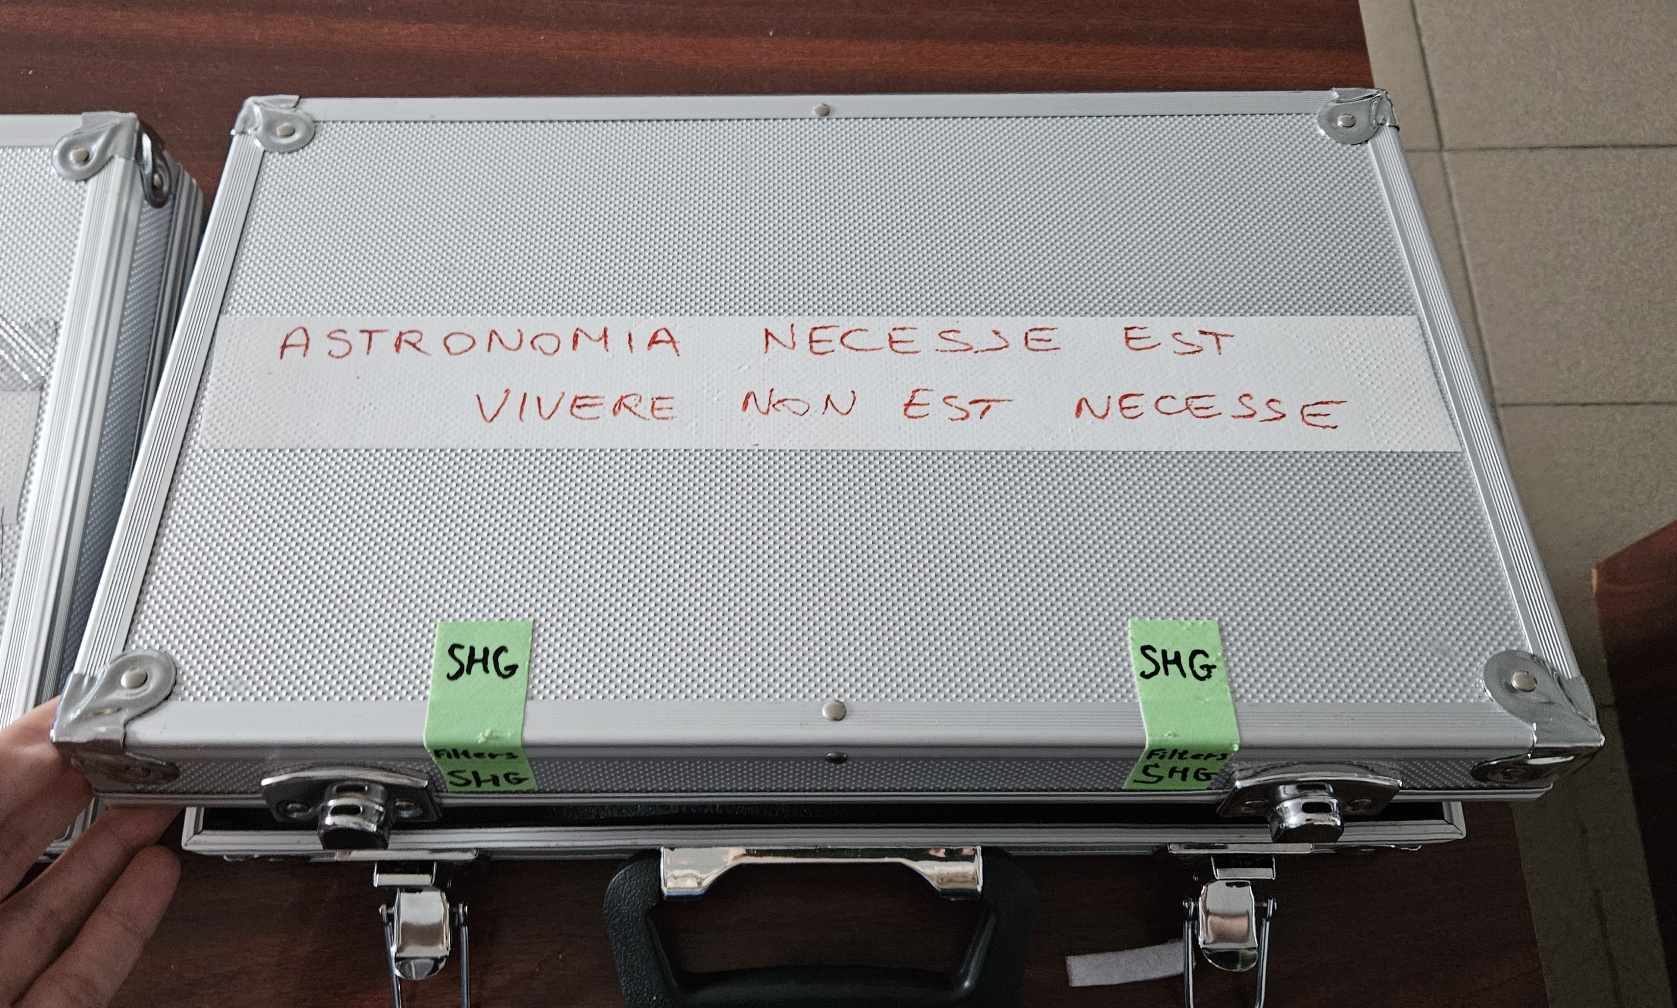 ASTRONOMIA NECESSE EST
VIVERE NON EST NECESSE
SHG
Filters
SHG
SHG
Filters
SHG